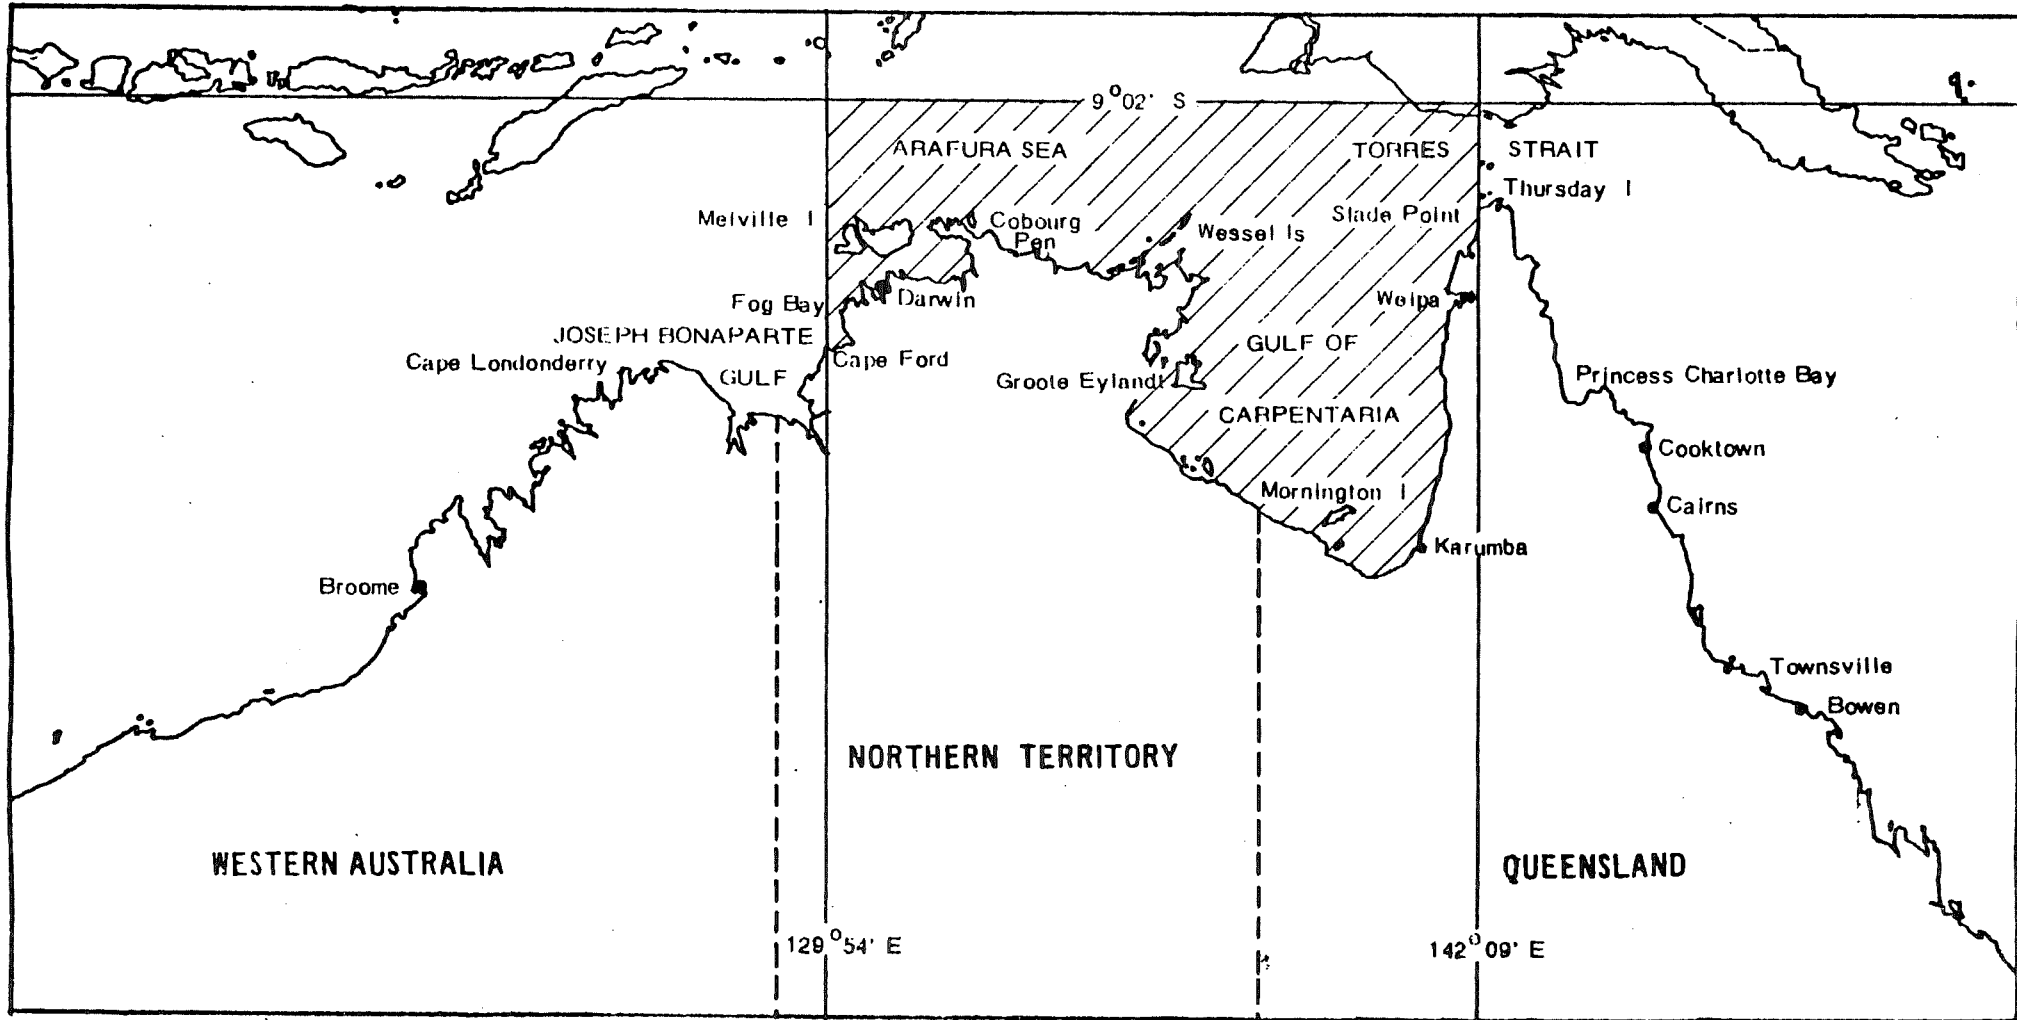 9°02' S
9.
ARAFURA SEA
TORRES STRAIT
Thursday I
Melville I
Cobourg
Pen
Wessel Is
Slade Point
Fog Bay
Darwin
Weipa
JOSEPH BONAPARTE
GULF
Cape Londonderry
Cape Ford
GULF OF
CARPENTARIA
Groote Eylandt
Princess Charlotte Bay
Cooktown
Mornington I
Cairns
Karumba
Broome
Townsville
Bowen
NORTHERN TERRITORY
WESTERN AUSTRALIA
QUEENSLAND
129°54' E
142°09' E